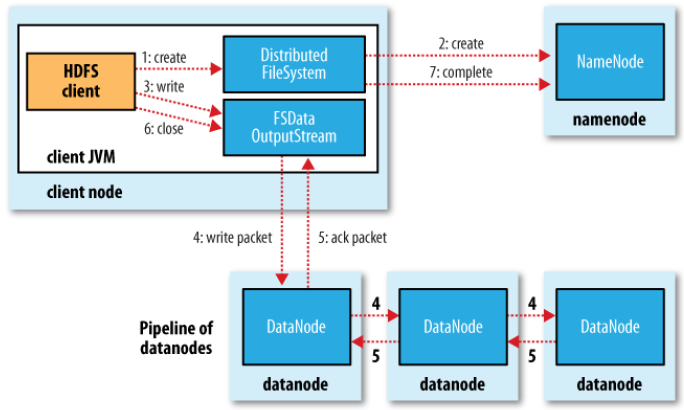 HDFS
client
1: create
3: write
6: close
Distributed
FileSystem
FSData
OutputStream
client JVM
client node
2: create
7: complete
NameNode
namenode
4: write packet
5: ack packet
Pipeline of
datanodes
DataNode
4
5
DataNode
4
5
DataNode
datanode
datanode
datanode